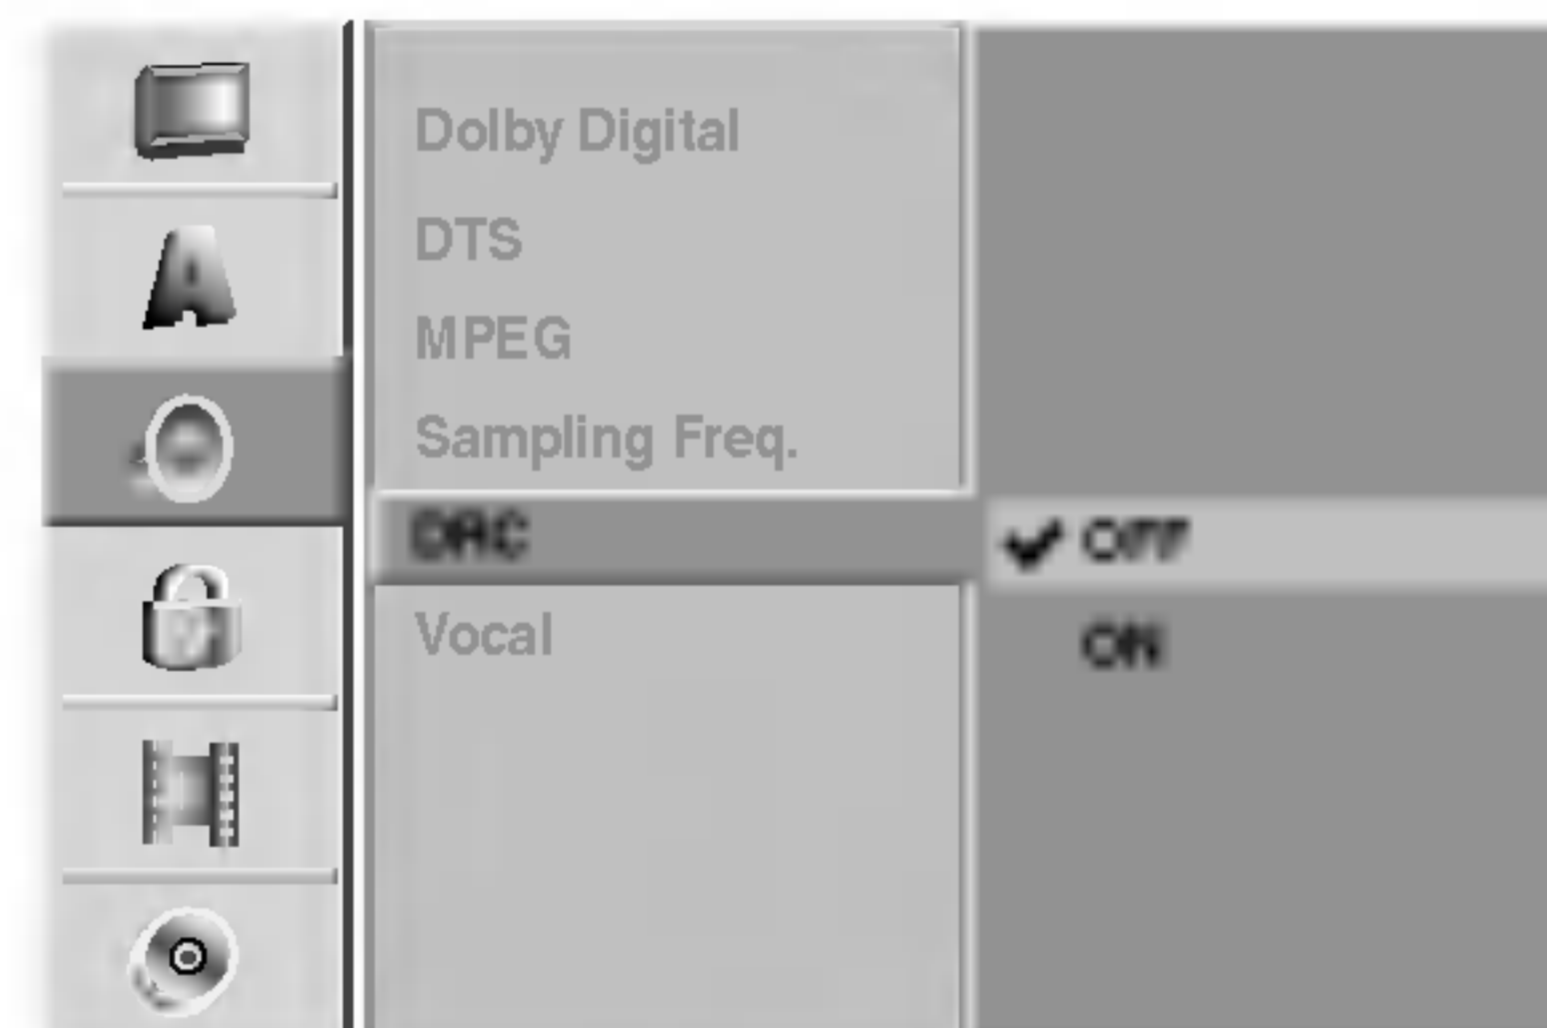 Dolby Digital
DTS
MPEG
Sampling Freq.
DRC
OFF
ON
Vocal